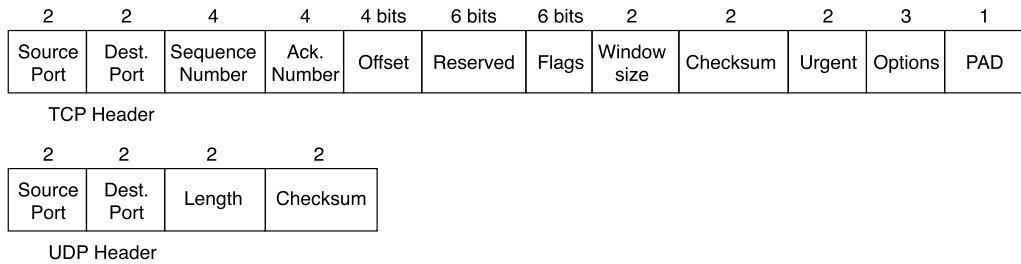 2 2 4 4 4 bits 6 bits 6 bits 2 2 2 3 1
Source Dest. Sequence Ack. Offset Reserved Flags Window Checksum Urgent Options PAD
Port Port Number Number size
TCP Header
2 2 2 2
Source Dest. Length Checksum
Port Port
UDP Header